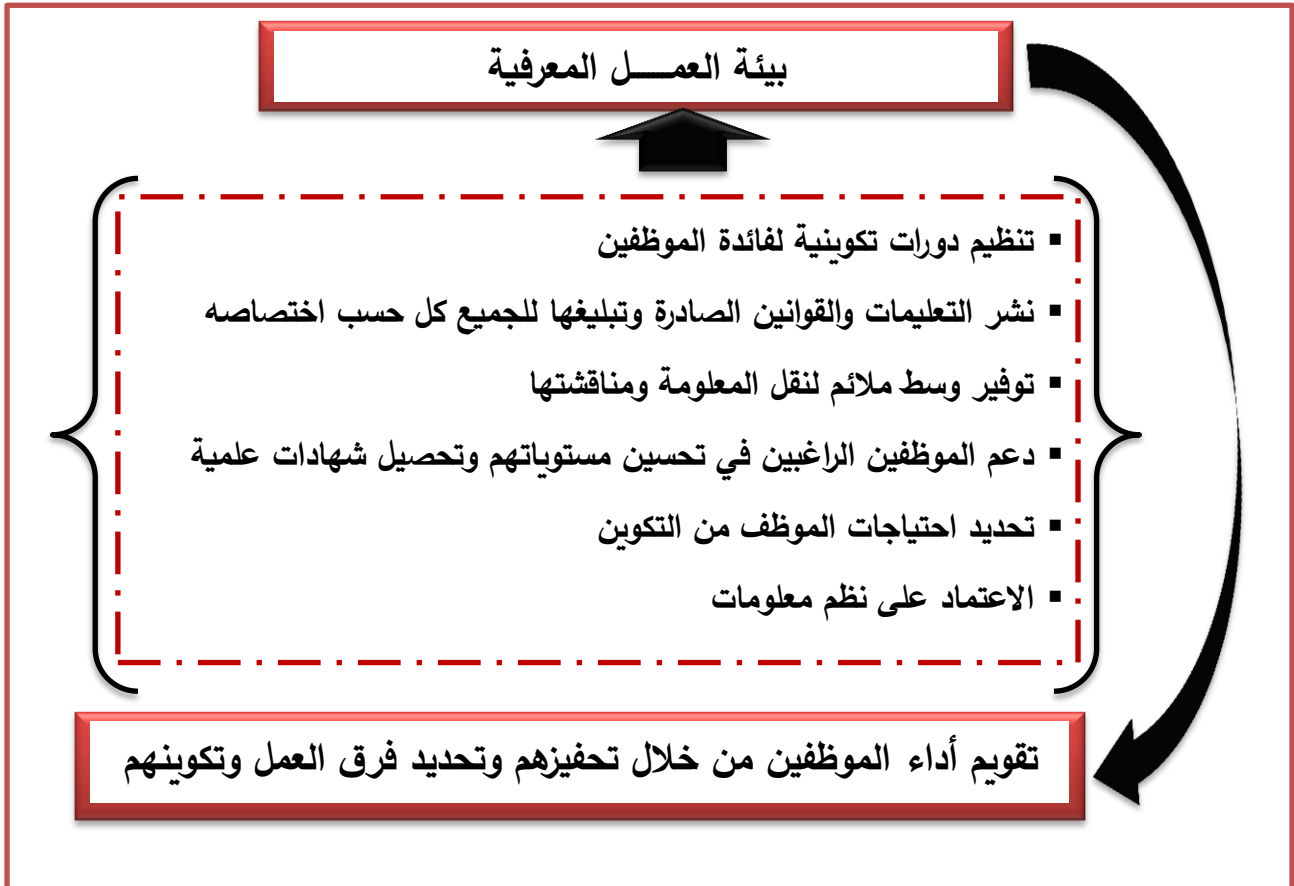 بيئة العمـــــل المعرفية
▪ تنظيم دورات تكوينية لفائدة الموظفين
▪ نشر التعليمات والقوانين الصادرة وتبليغها للجميع كل حسب اختصاصه
▪ توفير وسط ملائم لنقل المعلومة ومناقشتها
▪ دعم الموظفين الراغبين في تحسين مستوياتهم وتحصيل شهادات علمية
▪ تحديد احتياجات الموظف من التكوين
▪ الاعتماد على نظم معلومات
تقويم أداء الموظفين من خلال تحفيزهم وتحديد فرق العمل وتكوينهم